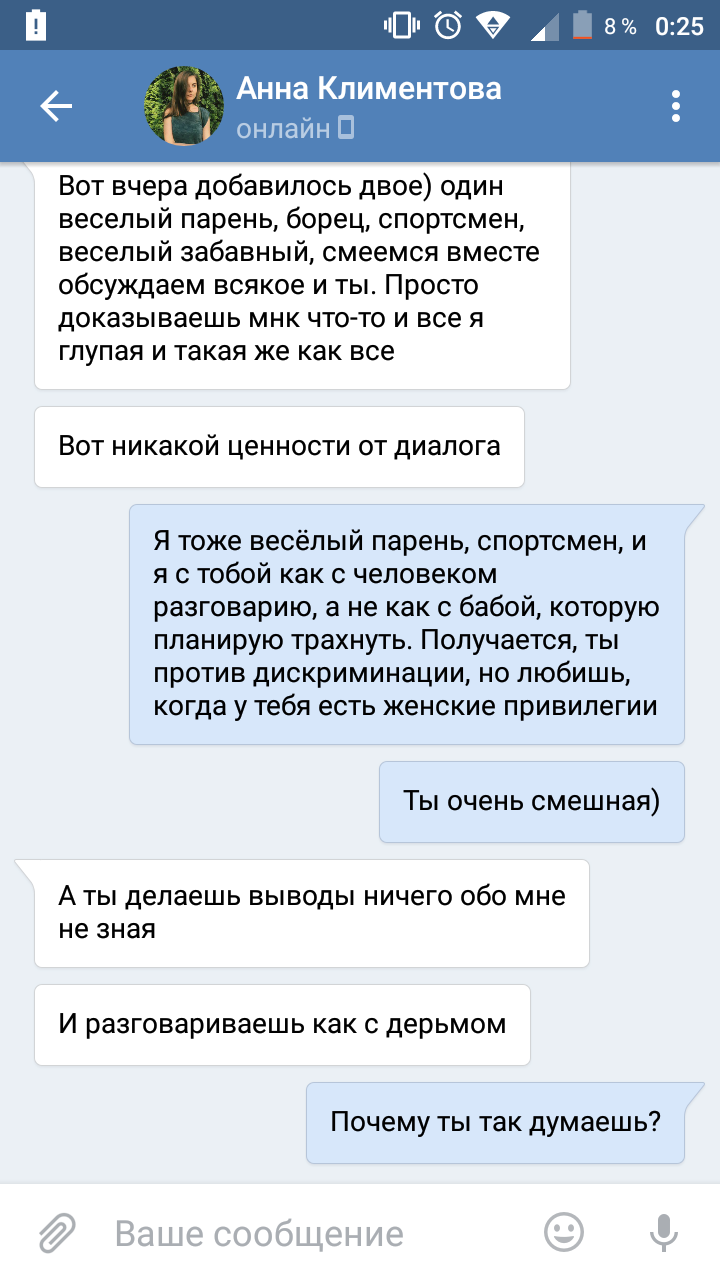 8 % 0:25
Анна Климентова
онлайн
Вот вчера добавилось двое) один
веселый парень, борец, спортсмен,
веселый забавный, смеемся вместе
обсуждаем всякое и ты. Просто
доказываешь мнк что-то и все я
глупая и такая же как все
Вот никакой ценности от диалога
Я тоже весёлый парень, спортсмен, и
я с тобой как с человеком
разговарию, а не как с бабой, которую
планирую трахнуть. Получается, ты
против дискриминации, но любишь,
когда у тебя есть женские привилегии
Ты очень смешная)
А ты делаешь выводы ничего обо мне
не зная
И разговариваешь как с дерьмом
Почему ты так думаешь?
Ваше сообщение